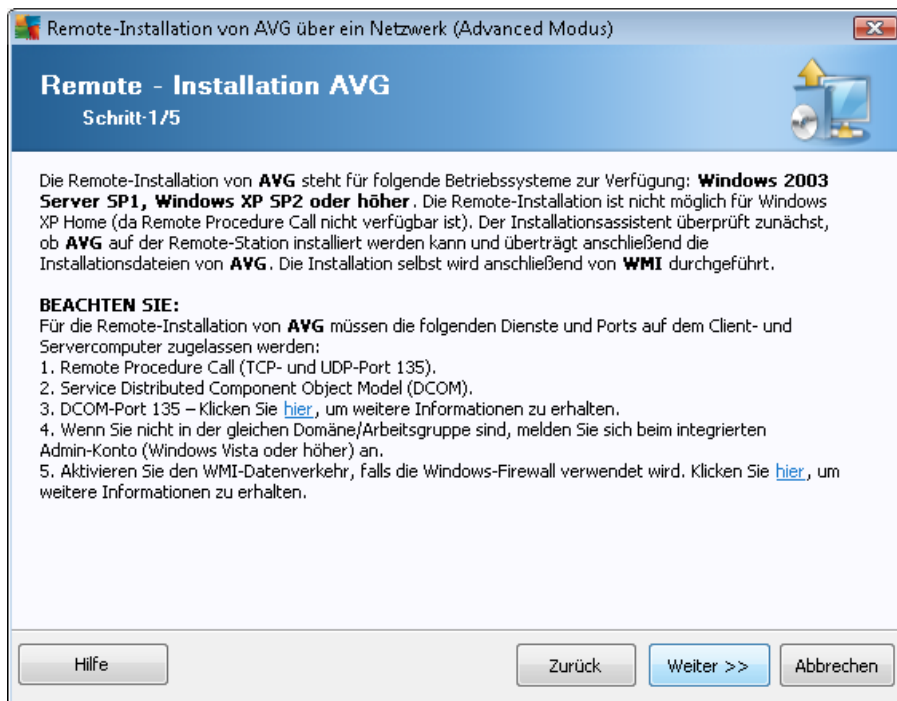 Remote-Installation von AVG über ein Netzwerk (Advanced Modus)
Remote - Installation AVG
Schritt-1/5
Die Remote-Installation von AVG steht für folgende Betriebssysteme zur Verfügung: Windows 2003
Server SP1, Windows XP SP2 oder höher. Die Remote-Installation ist nicht möglich für Windows
XP Home (da Remote Procedure Call nicht verfügbar ist). Der Installationsassistent überprüft zunächst,
ob AVG auf der Remote-Station installiert werden kann und überträgt anschließend die
Installationsdateien von AVG. Die Installation selbst wird anschließend von WMI durchgeführt.
BEACHTEN SIE:
Für die Remote-Installation von AVG müssen die folgenden Dienste und Ports auf dem Client- und
Servercomputer zugelassen werden:
1. Remote Procedure Call (TCP- und UDP-Port 135).
2. Service Distributed Component Object Model (DCOM).
3. DCOM-Port 135 – Klicken Sie hier, um weitere Informationen zu erhalten.
4. Wenn Sie nicht in der gleichen Domäne/Arbeitsgruppe sind, melden Sie sich beim integrierten
Admin-Konto (Windows Vista oder höher) an.
5. Aktivieren Sie den WMI-Datenverkehr, falls die Windows-Firewall verwendet wird. Klicken Sie hier, um
weitere Informationen zu erhalten.
Hilfe
Zurück
Weiter >>
Abbrechen